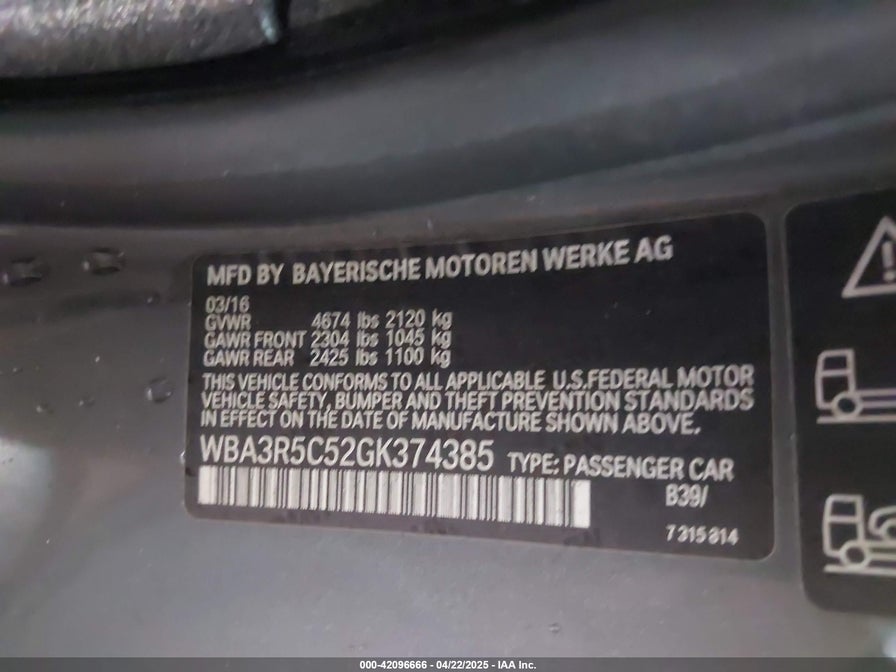 MFD BY BAYERISCHE MOTOREN WERKE AG
03/16
GVWR 4674 lbs 2120 kg
GAWR FRONT 2304 lbs 1045 kg
GAWR REAR 2425 lbs 1100 kg
THIS VEHICLE CONFORMS TO ALL APPLICABLE U.S.FEDERAL MOTOR
VEHICLE SAFETY, BUMPER AND THEFT PREVENTION STANDARDS
IN EFFECT ON THE DATE OF MANUFACTURE SHOWN ABOVE.
WBA3R5C52GK374385 TYPE: PASSENGER CAR
B39/
7315814
000-42096666 - 04/22/2025 - IAA Inc.